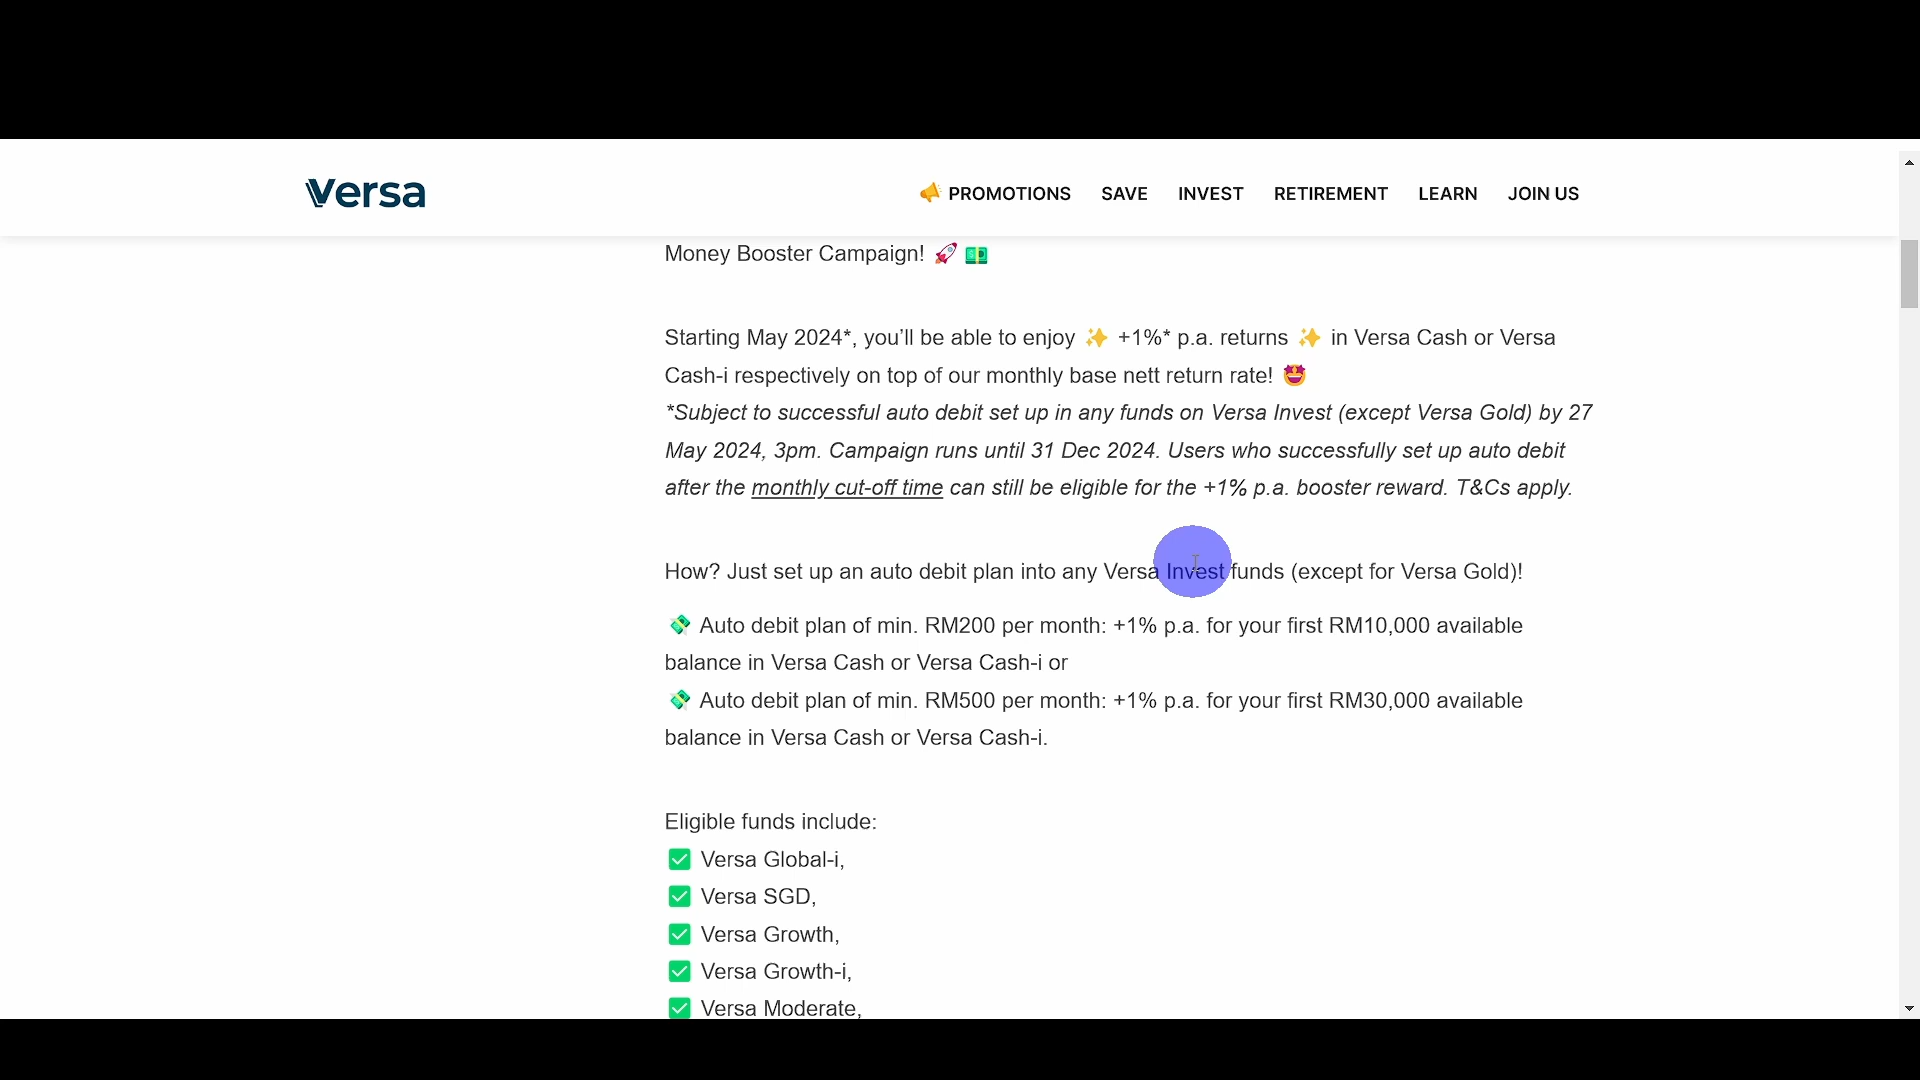 Versa
PROMOTIONS SAVE INVEST RETIREMENT LEARN JOIN US
Money Booster Campaign! 🚀 💵
Starting May 2024*, you’ll be able to enjoy ✨ +1%* p.a. returns ✨ in Versa Cash or Versa
Cash-i respectively on top of our monthly base nett return rate! 🤩
*Subject to successful auto debit set up in any funds on Versa Invest (except Versa Gold) by 27
May 2024, 3pm. Campaign runs until 31 Dec 2024. Users who successfully set up auto debit
after the monthly cut-off time can still be eligible for the +1% p.a. booster reward. T&Cs apply.
How? Just set up an auto debit plan into any Versa Invest funds (except for Versa Gold)!
💸 Auto debit plan of min. RM200 per month: +1% p.a. for your first RM10,000 available
balance in Versa Cash or Versa Cash-i or
💸 Auto debit plan of min. RM500 per month: +1% p.a. for your first RM30,000 available
balance in Versa Cash or Versa Cash-i.
Eligible funds include:
✅ Versa Global-i,
✅ Versa SGD,
✅ Versa Growth,
✅ Versa Growth-i,
✅ Versa Moderate,